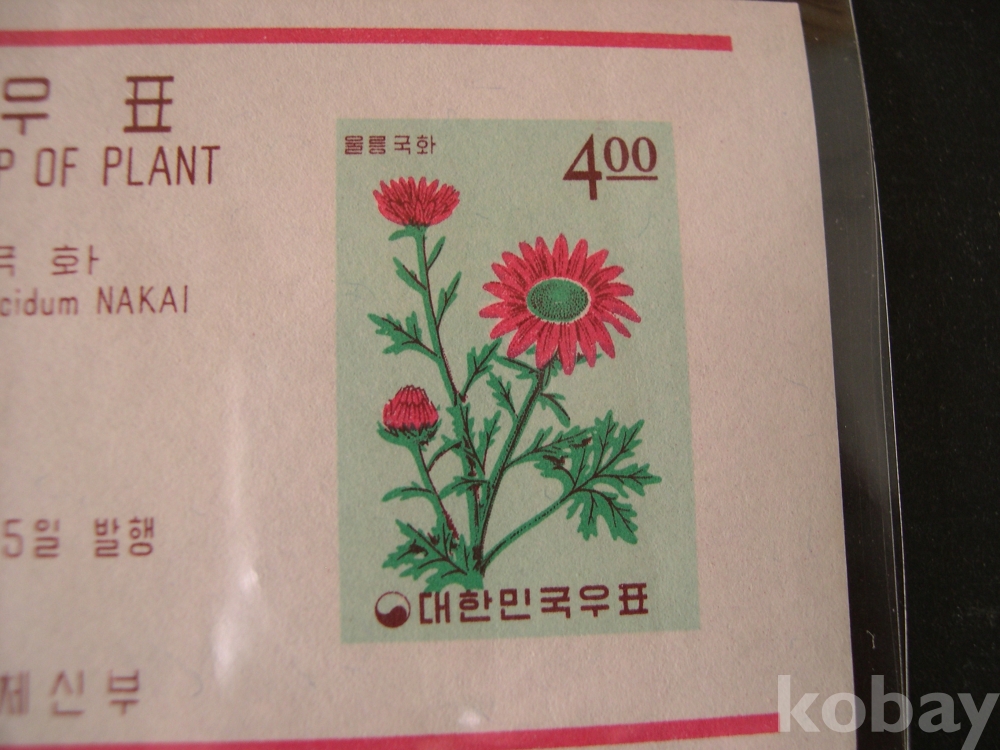 우 표
P OF PLANT
국 화
cidum NAKAI
5일 발행
체신부
울릉국화
4 00
대한민국우표
kobay